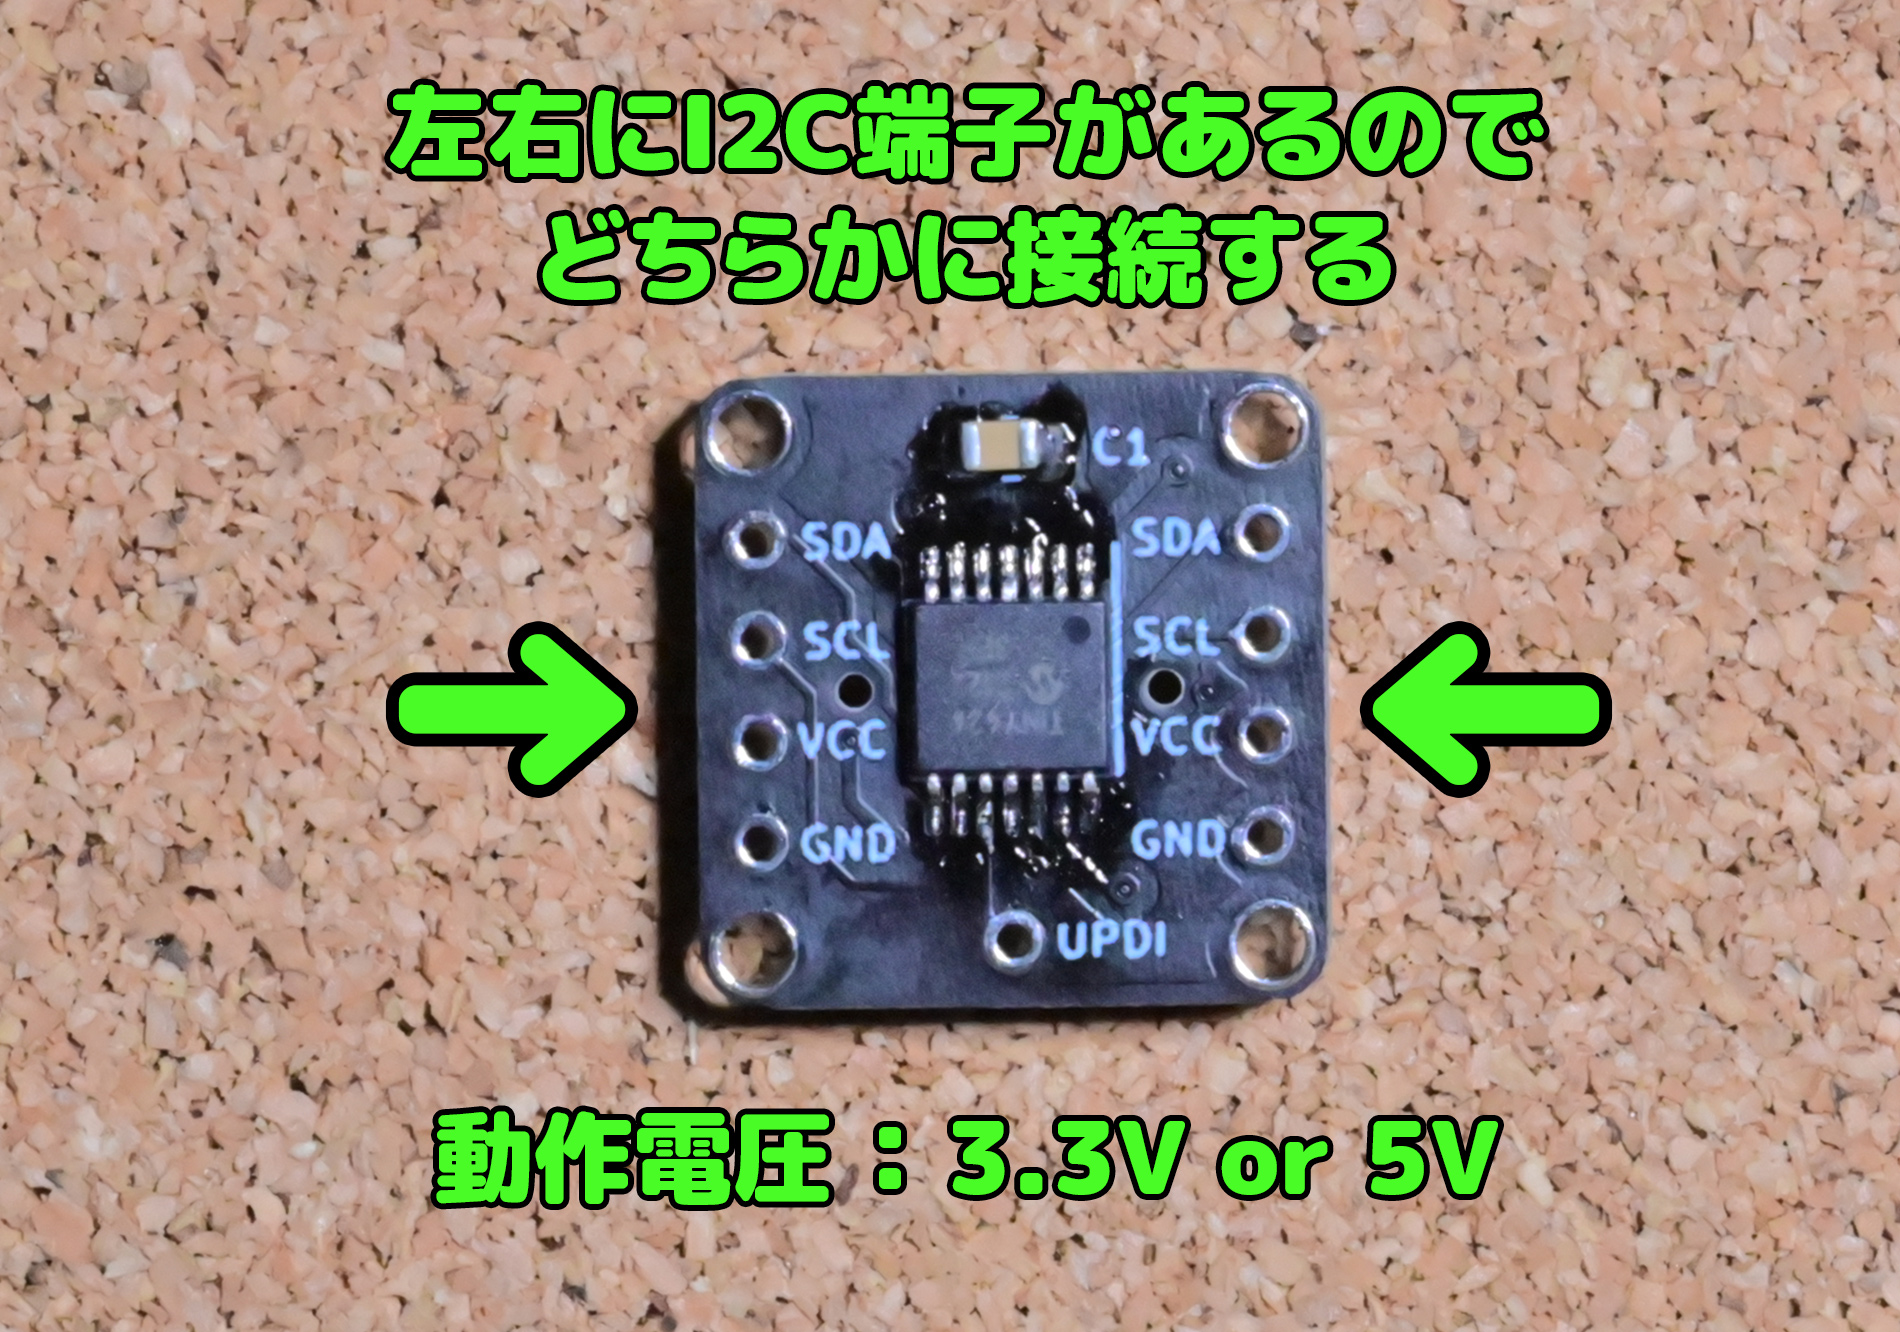 左右にI2C端子があるので
どちらかに接続する
C1
SDA SDA
SCL SCL
VCC VCC
GND GND
UPDI
動作電圧：3.3V or 5V